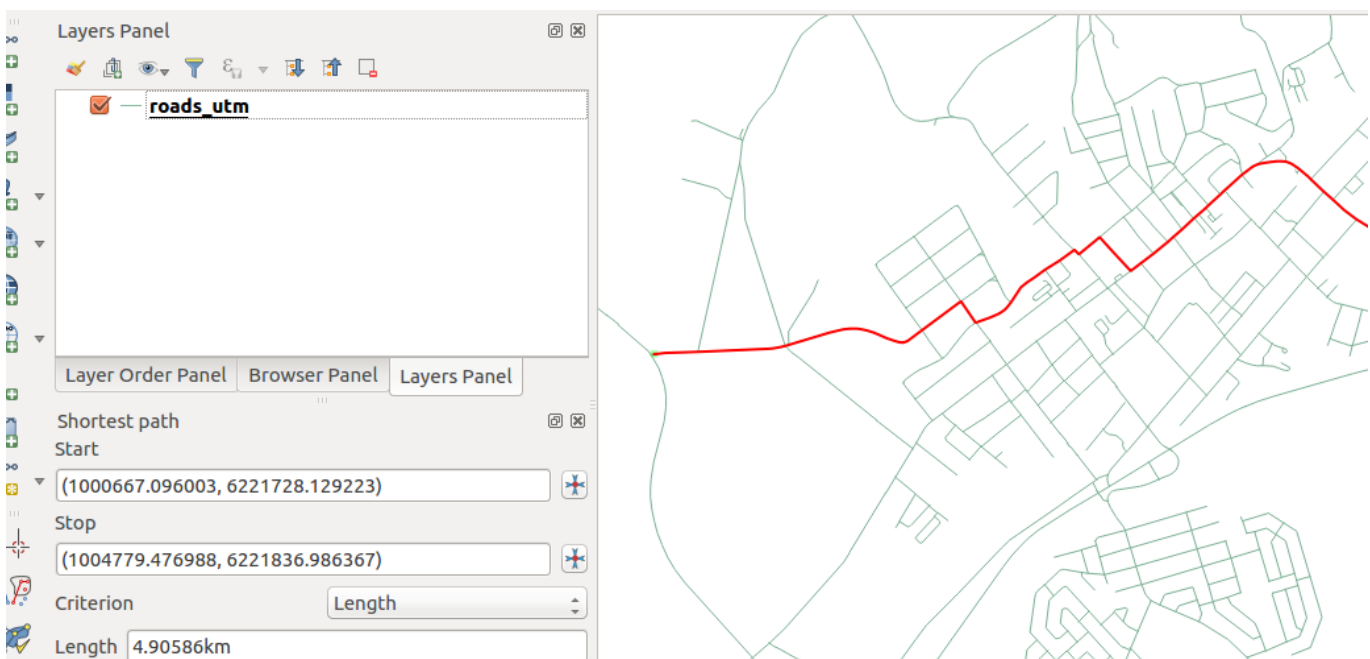 Layers Panel
roads_utm
Layer Order Panel Browser Panel Layers Panel
Shortest path
Start
(1000667.096003, 6221728.129223)
Stop
(1004779.476988, 6221836.986367)
Criterion Length
Length 4.90586km